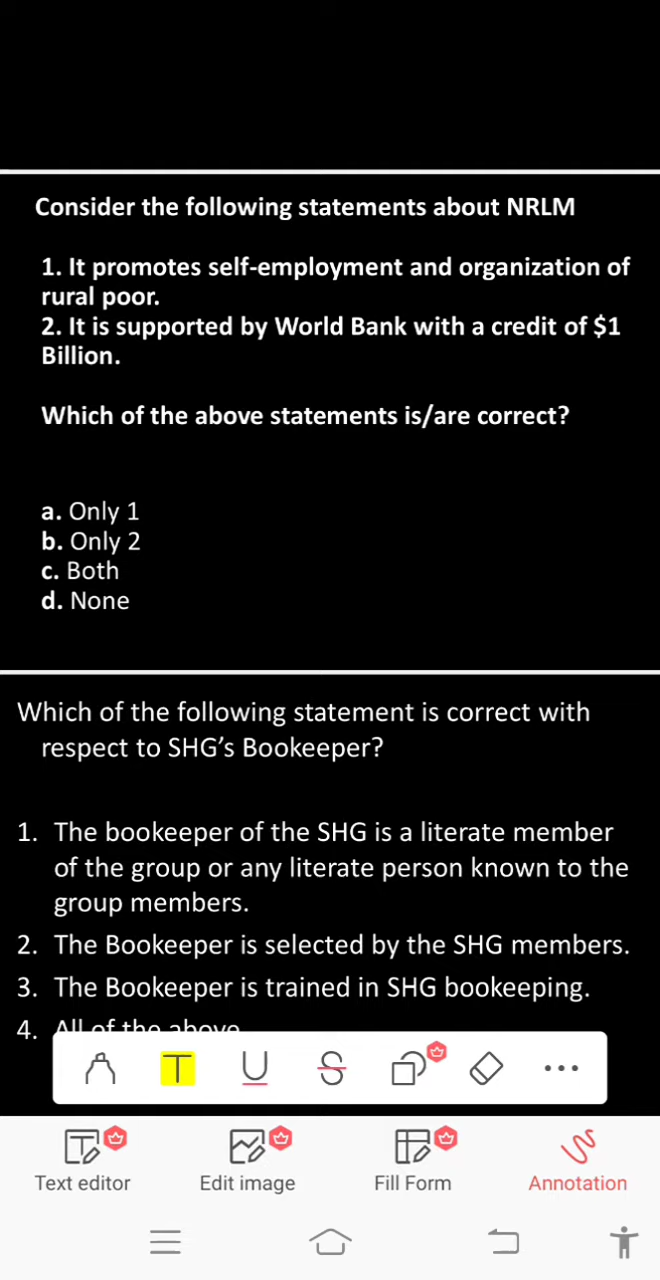 Consider the following statements about NRLM
1. It promotes self-employment and organization of
rural poor.
2. It is supported by World Bank with a credit of $1
Billion.
Which of the above statements is/are correct?
a. Only 1
b. Only 2
c. Both
d. None
Which of the following statement is correct with
respect to SHG’s Bookeeper?
1. The bookeeper of the SHG is a literate member
of the group or any literate person known to the
group members.
2. The Bookeeper is selected by the SHG members.
3. The Bookeeper is trained in SHG bookeeping.
4. All of the above
T U S
Text editor Edit image Fill Form Annotation